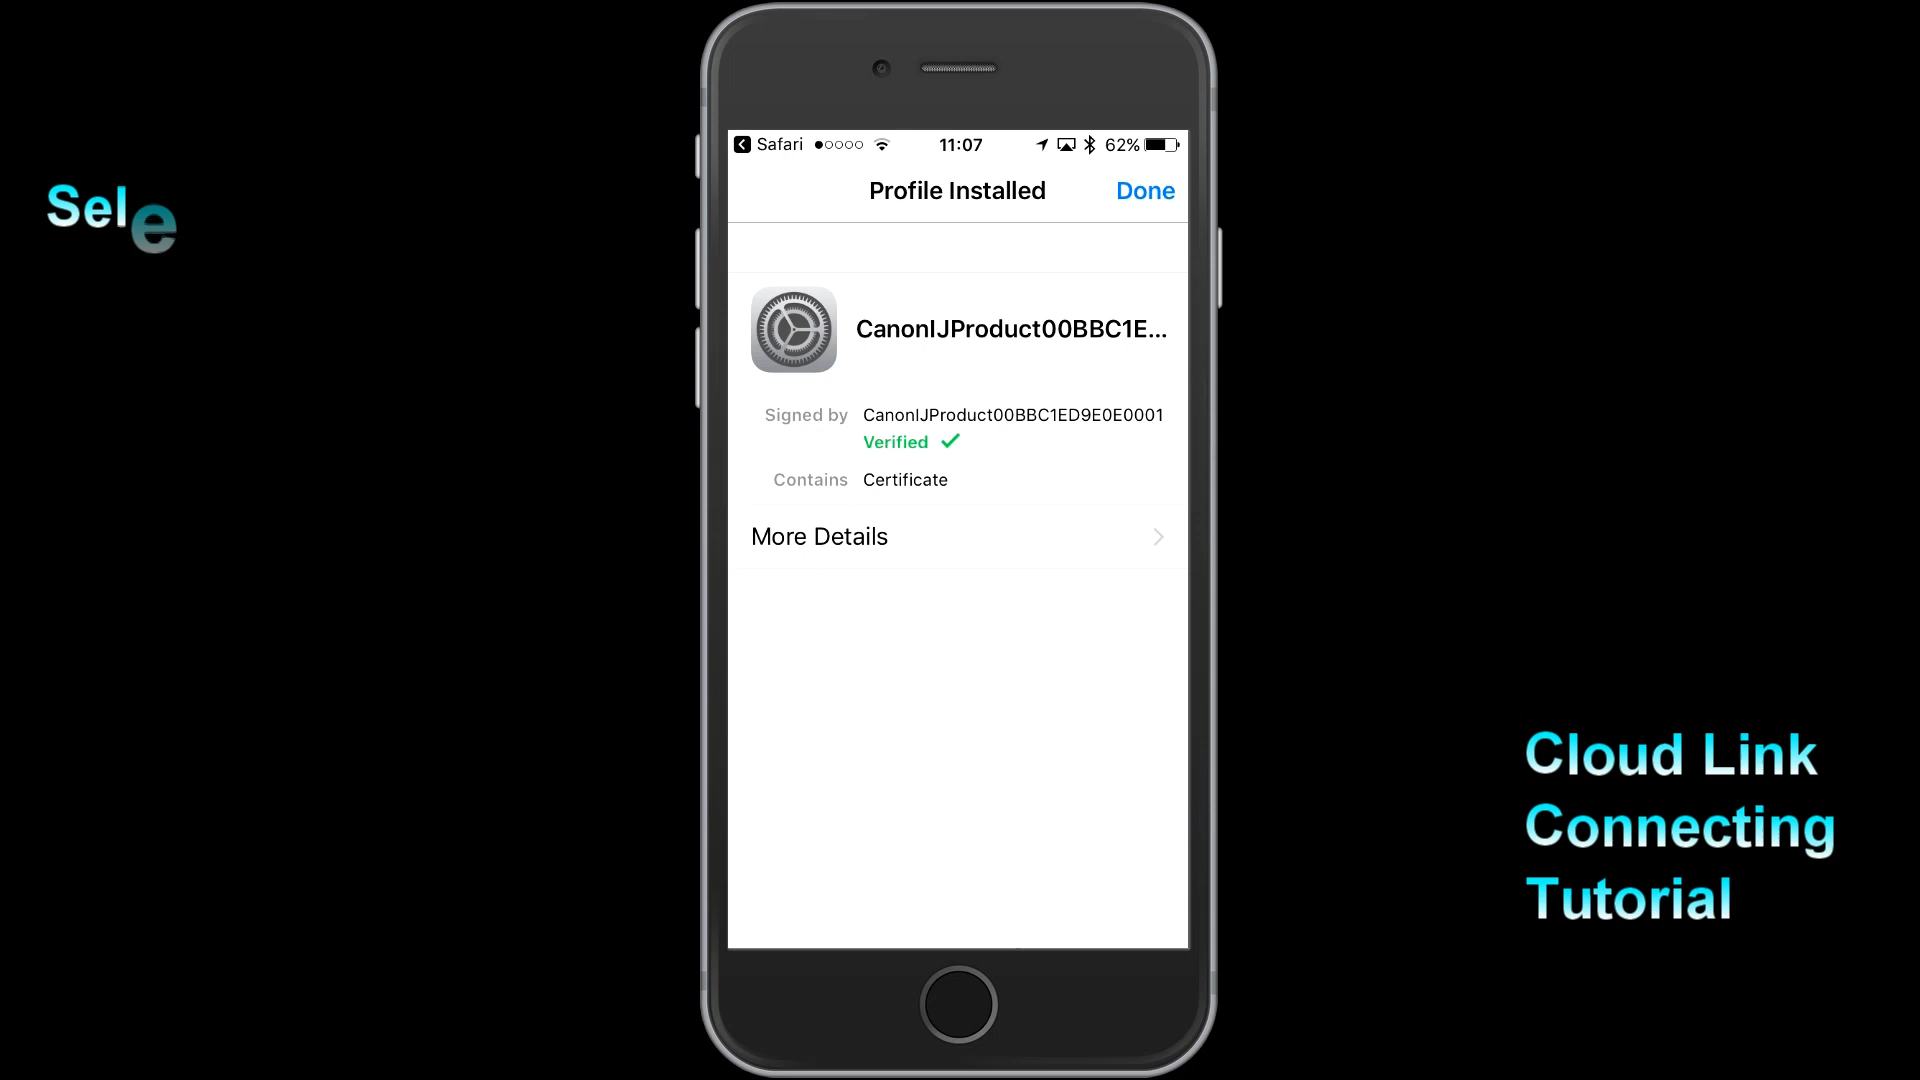 Sele
Safari 11:07 62%
Profile Installed Done
CanonIJProduct00BBC1E...
Signed by CanonIJProduct00BBC1ED9E0E0001
Verified
Contains Certificate
More Details
Cloud Link
Connecting
Tutorial